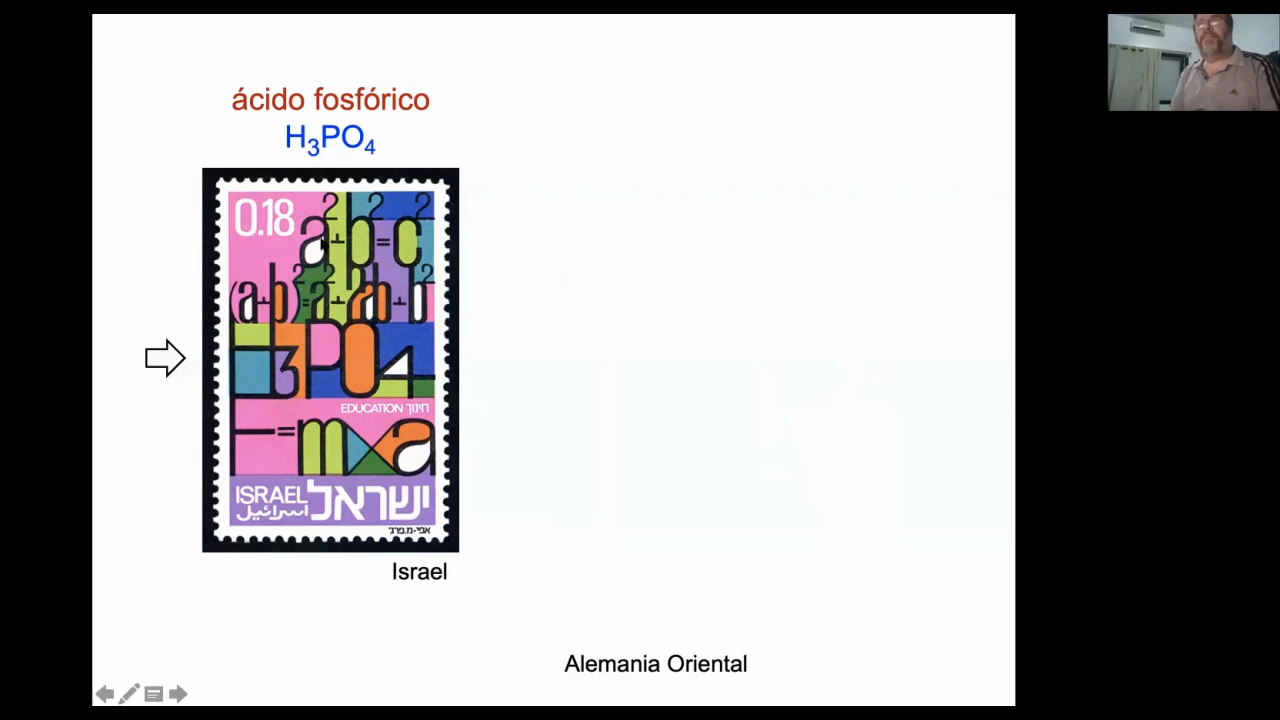 ácido fosfórico
H₃PO₄
0.18
a²+b²=c²
(a+b)²=a²+2ab+b²
H3PO4
EDUCATION חינוך
F=mxa
ISRAEL ישראל
اسرائيل
Israel
Alemania Oriental